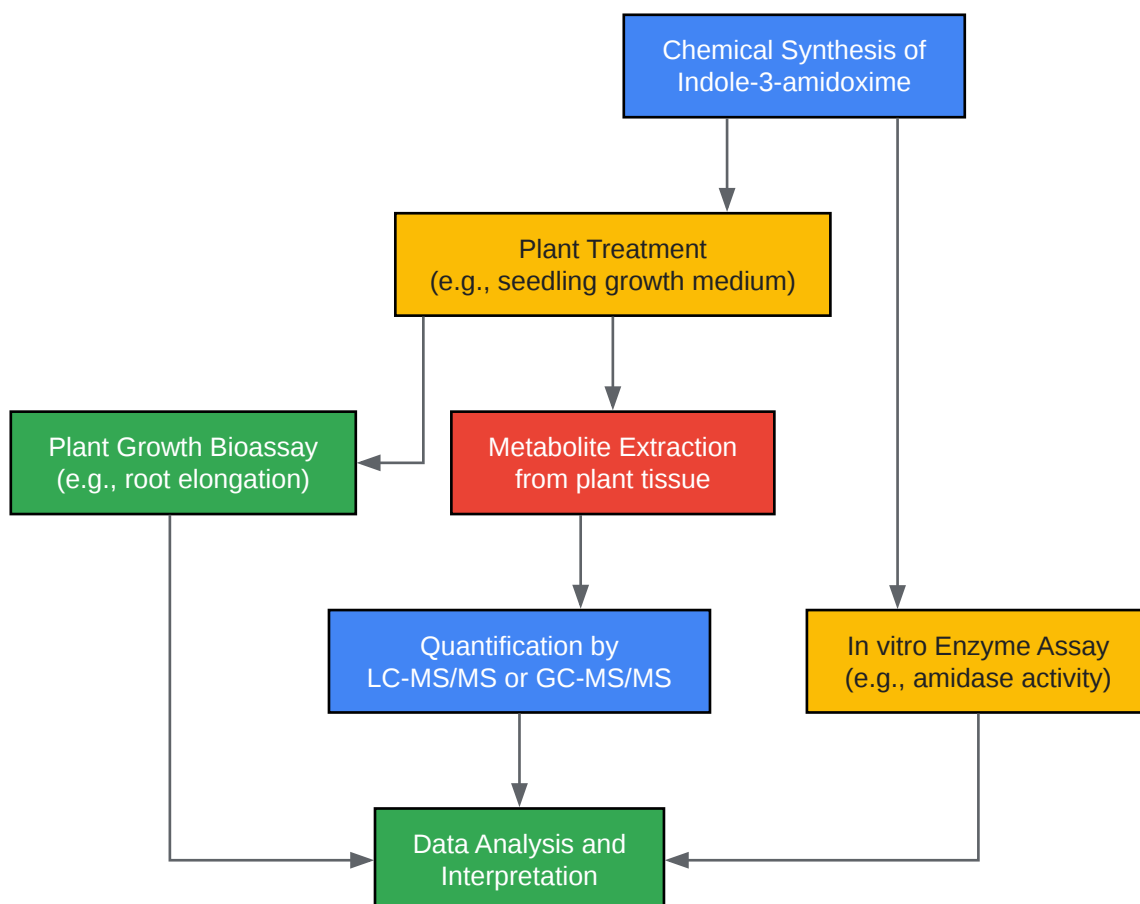 Chemical Synthesis of
Indole-3-amidoxime
Plant Treatment
(e.g., seedling growth medium)
Plant Growth Bioassay
(e.g., root elongation)
Metabolite Extraction
from plant tissue
Quantification by
LC-MS/MS or GC-MS/MS
In vitro Enzyme Assay
(e.g., amidase activity)
Data Analysis and
Interpretation